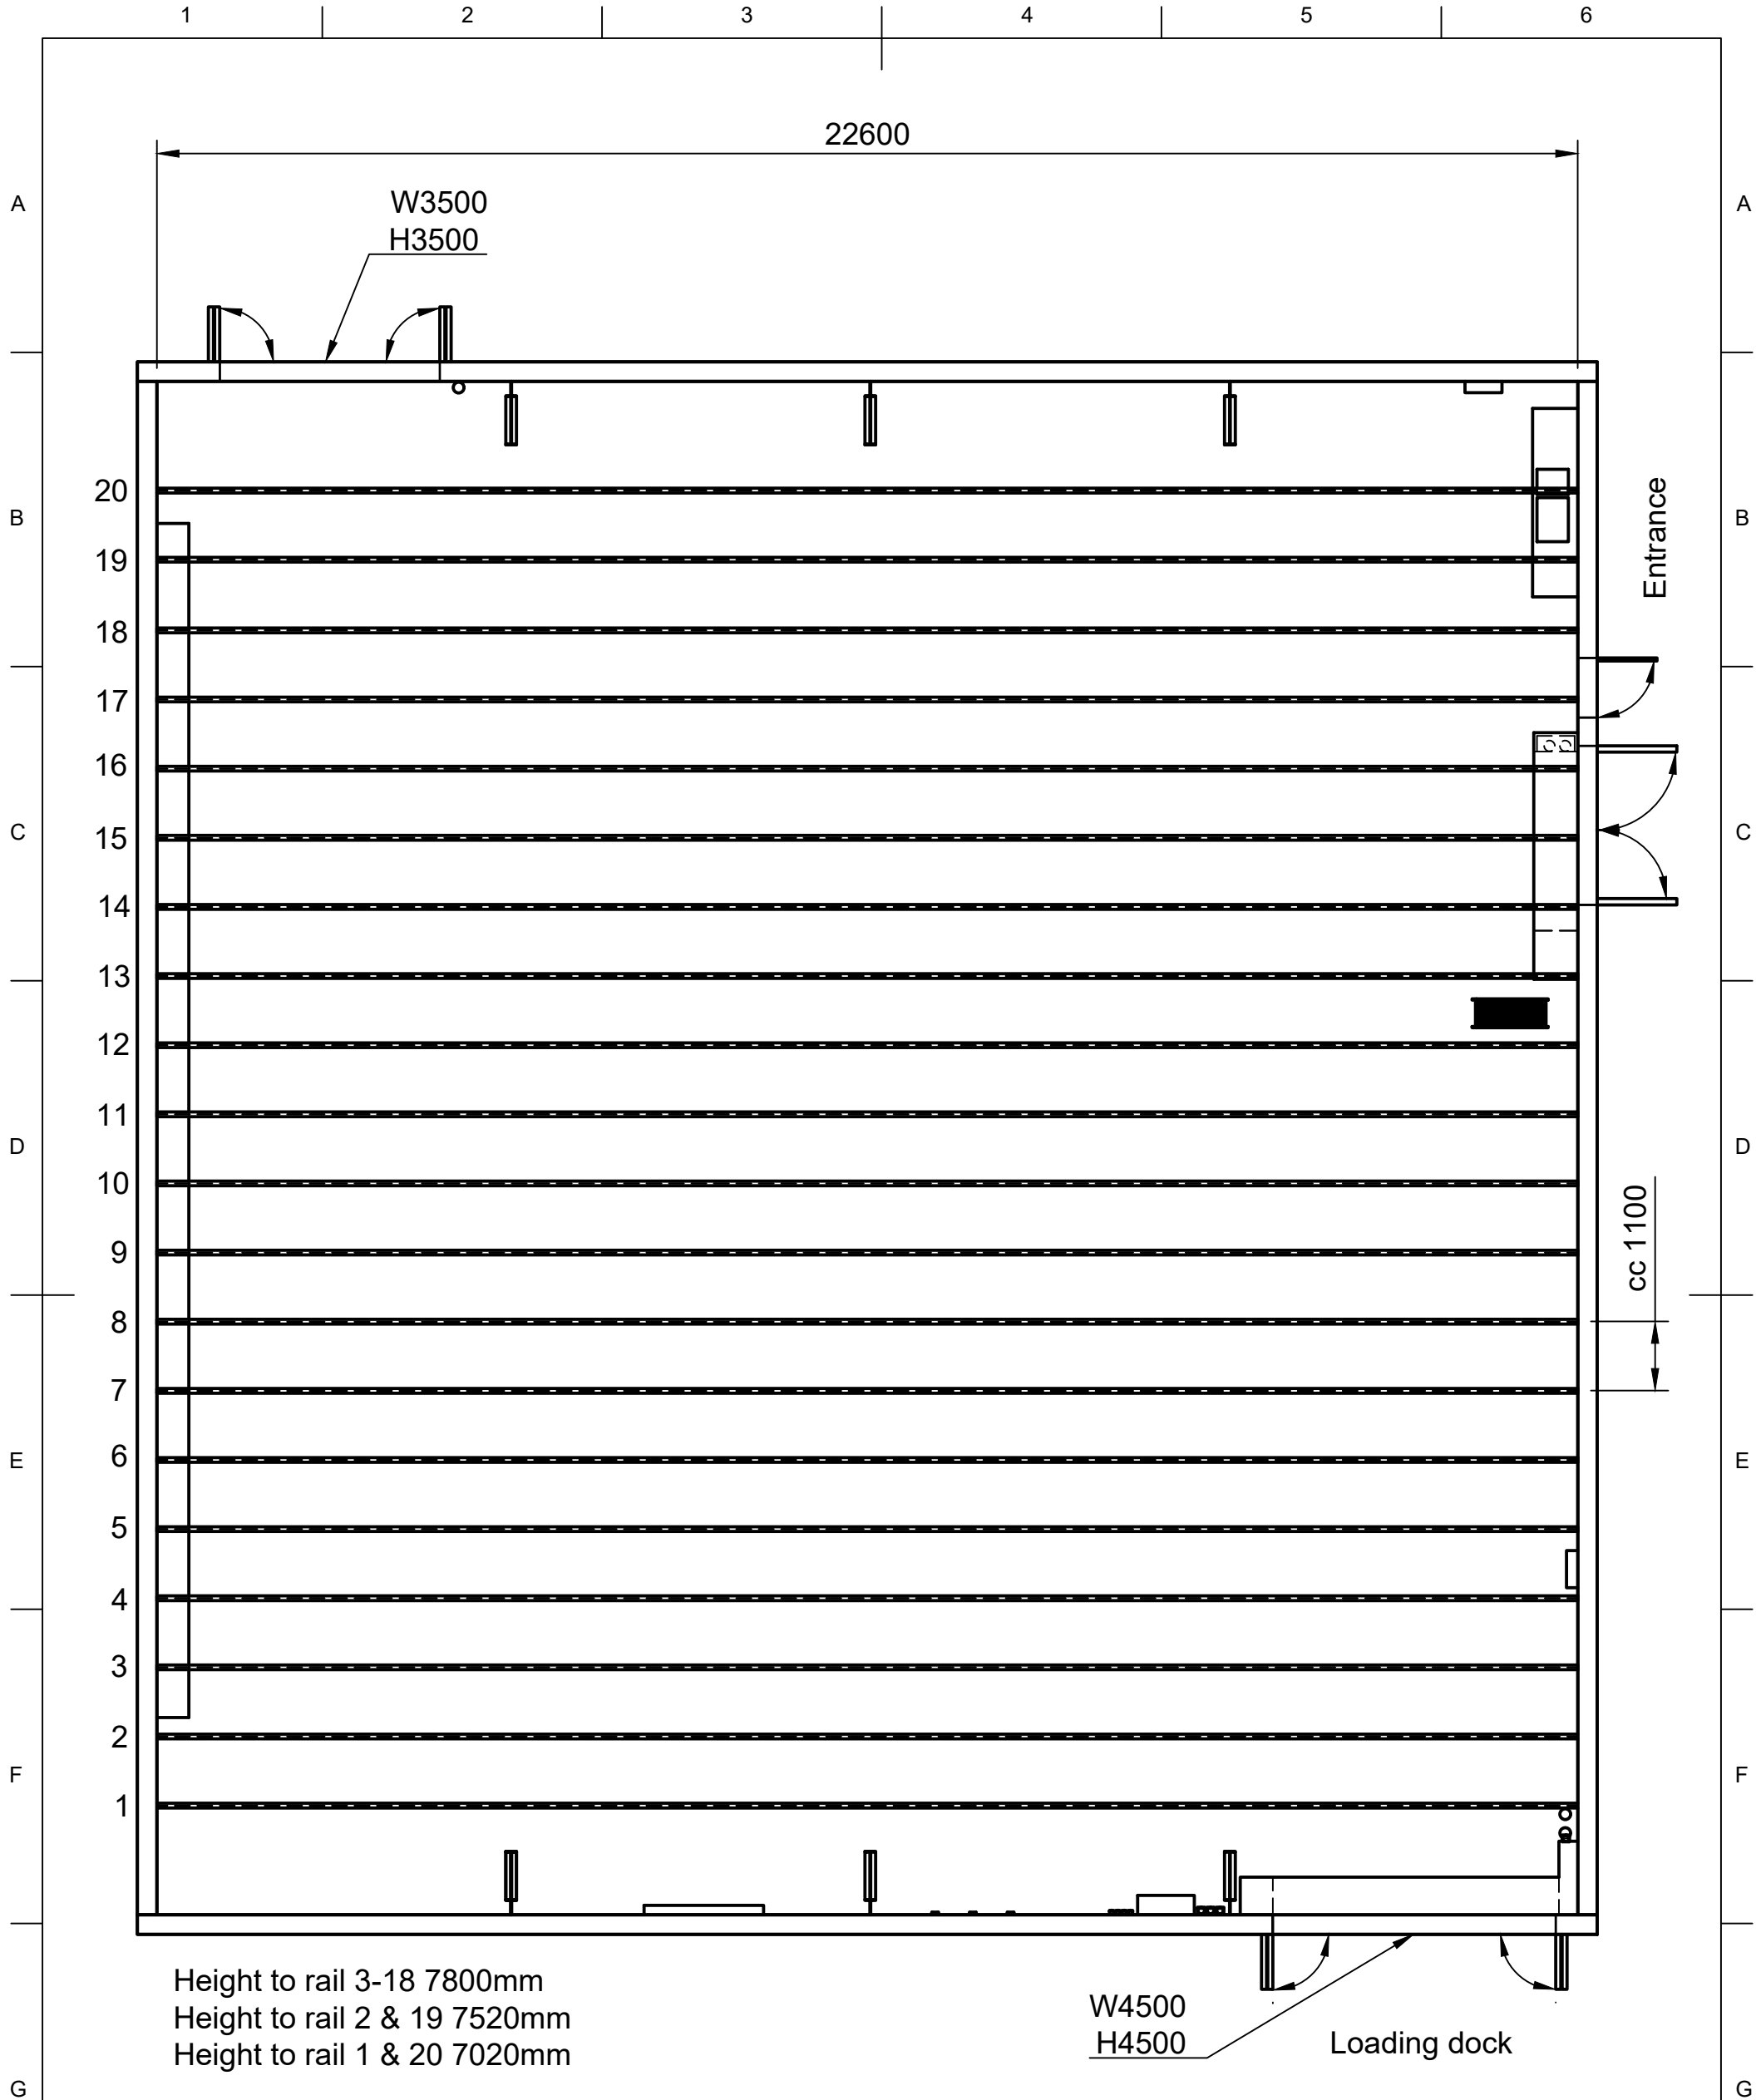 1 2 3 4 5 6
22600
W3500
H3500
A A
20
B B
Entrance
19
18
17
16
15
C C
14
13
12
11
D D
10
cc 1100
9
8
7
6
E E
5
4
3
2
F F
1
Height to rail 3-18 7800mm
Height to rail 2 & 19 7520mm
Height to rail 1 & 20 7020mm
W4500
H4500
Loading dock
G G